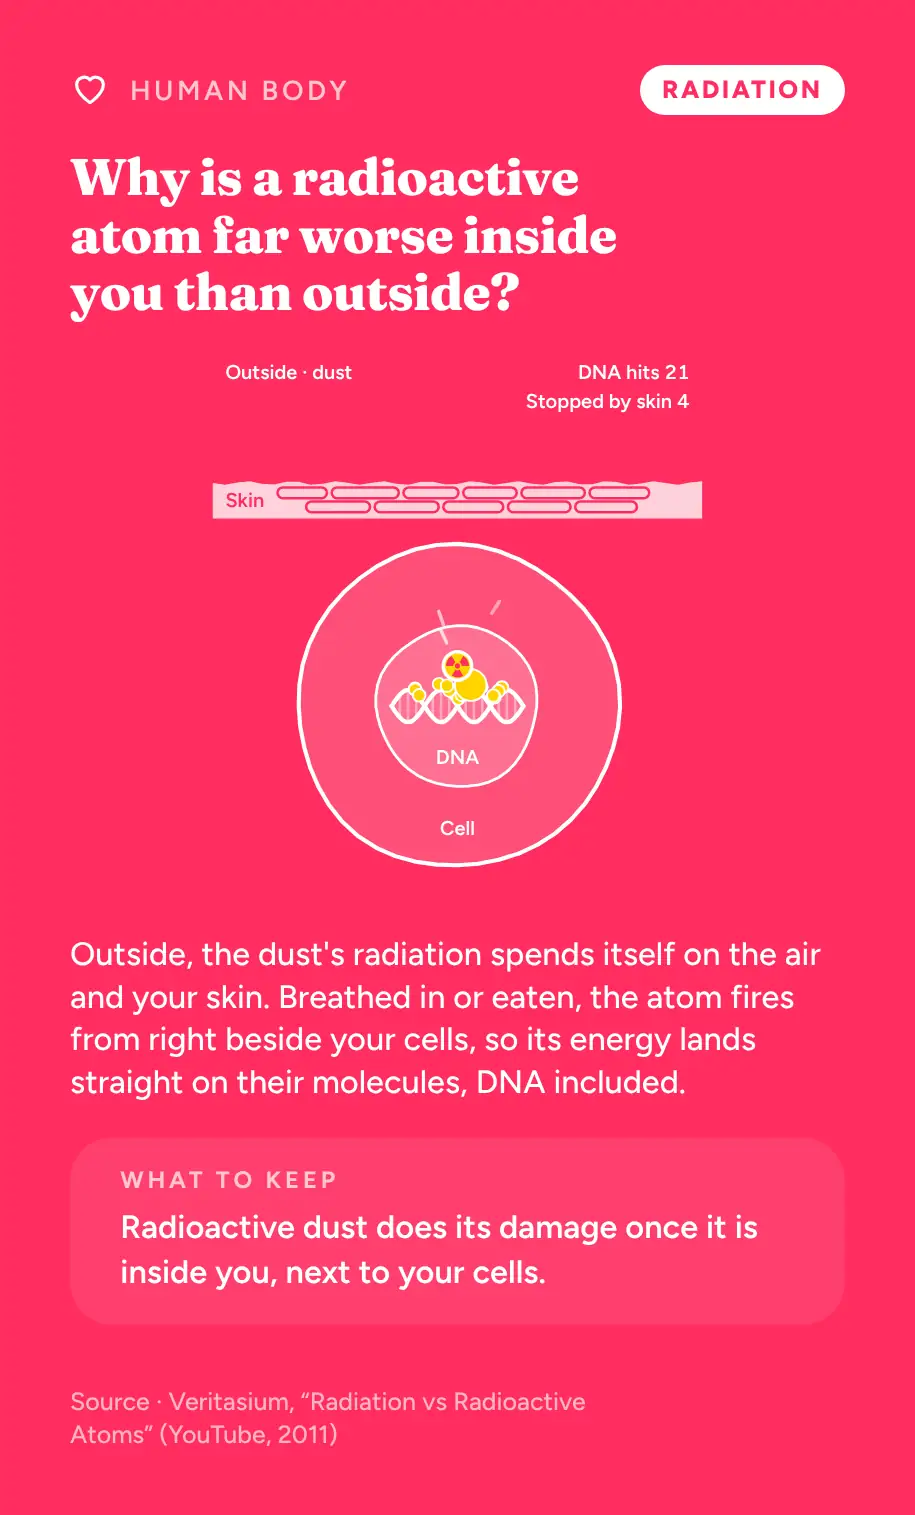 HUMAN BODY
RADIATION
Why is a radioactive
atom far worse inside
you than outside?
Outside · dust
DNA hits 21
Stopped by skin 4
Skin
DNA
Cell
Outside, the dust's radiation spends itself on the air
and your skin. Breathed in or eaten, the atom fires
from right beside your cells, so its energy lands
straight on their molecules, DNA included.
WHAT TO KEEP
Radioactive dust does its damage once it is
inside you, next to your cells.
Source · Veritasium, “Radiation vs Radioactive
Atoms” (YouTube, 2011)